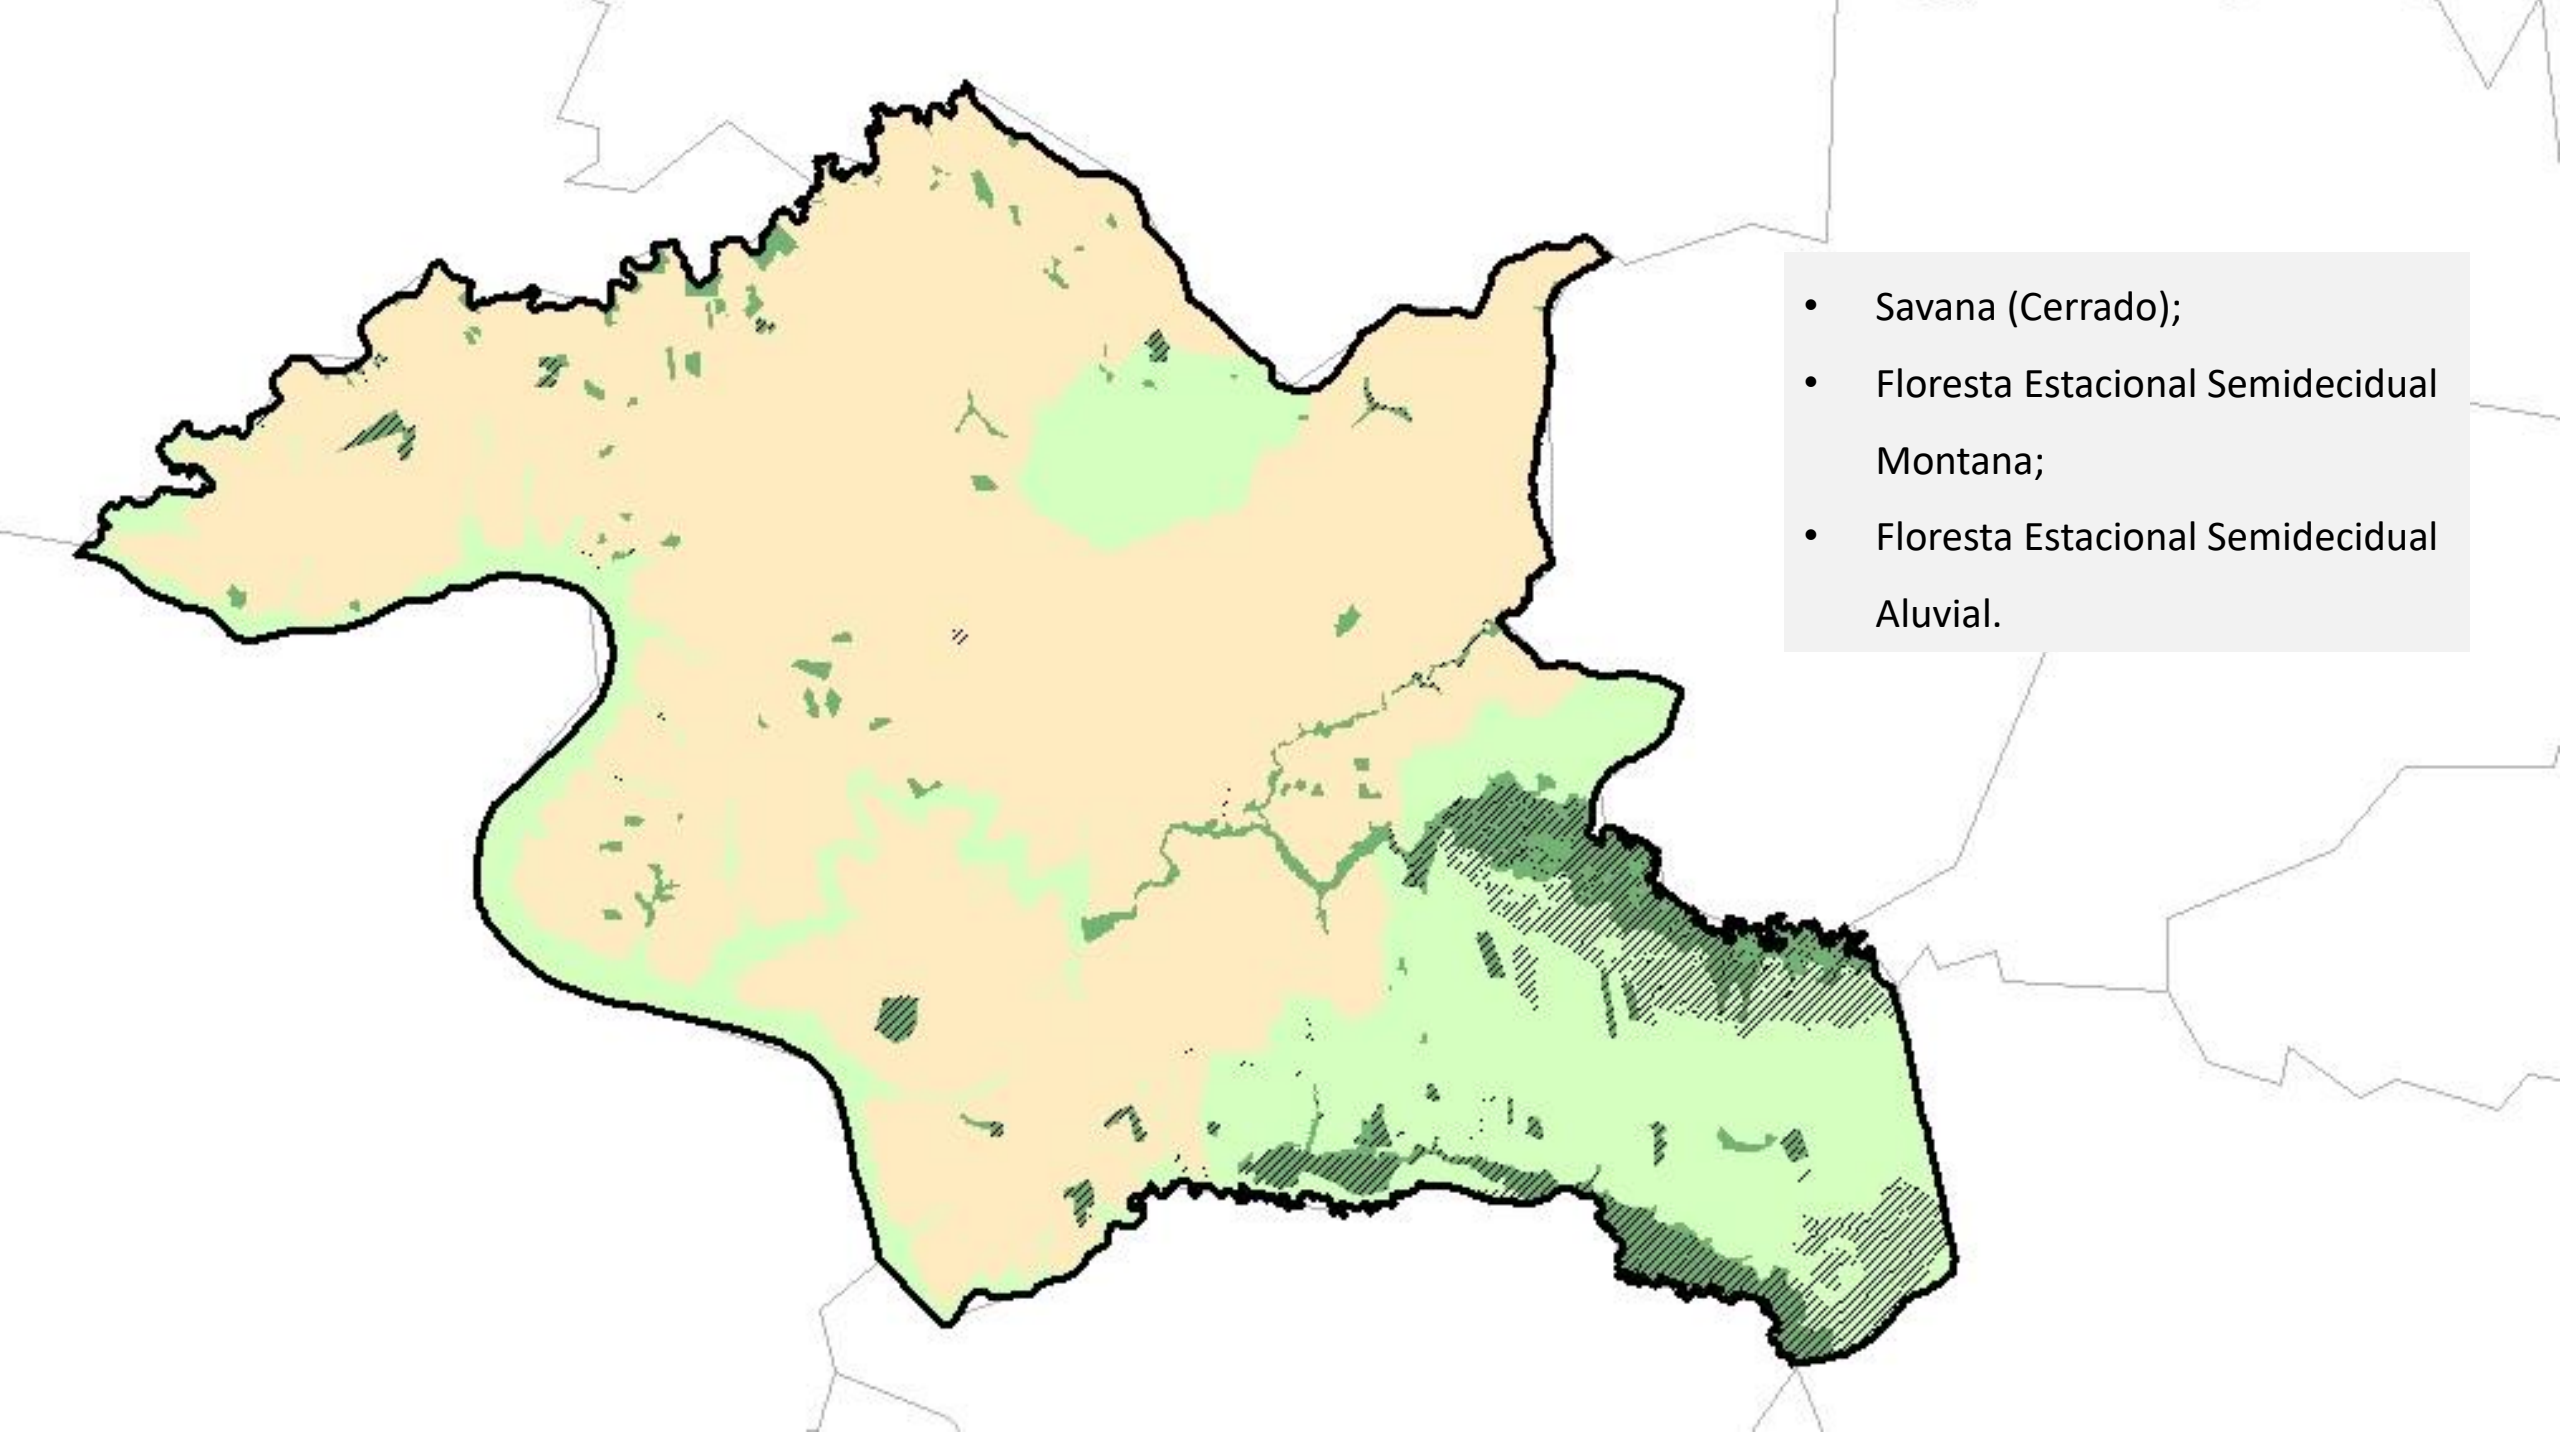 • Savana (Cerrado);
• Floresta Estacional Semidecidual
Montana;
• Floresta Estacional Semidecidual
Aluvial.